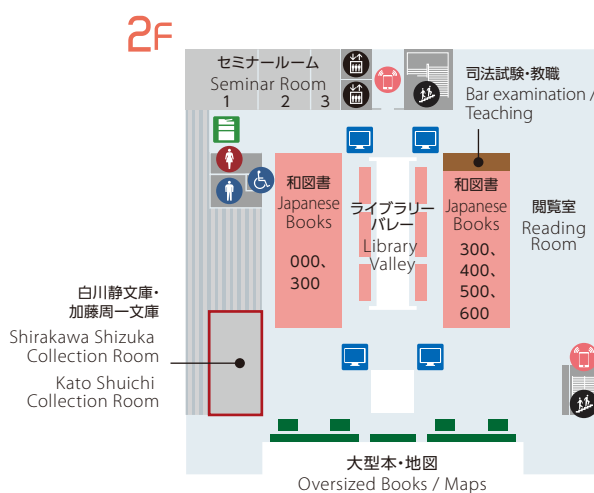 2F
セミナールーム
Seminar Room
1 2 3
司法試験・教職
Bar examination /
Teaching
和図書
Japanese
Books
000、
300
ライブラリー
バレー
Library
Valley
和図書
Japanese
Books
300、
400、
500、
600
閲覧室
Reading
Room
白川静文庫・
加藤周一文庫
Shirakawa Shizuka
Collection Room
Kato Shuichi
Collection Room
大型本・地図
Oversized Books / Maps